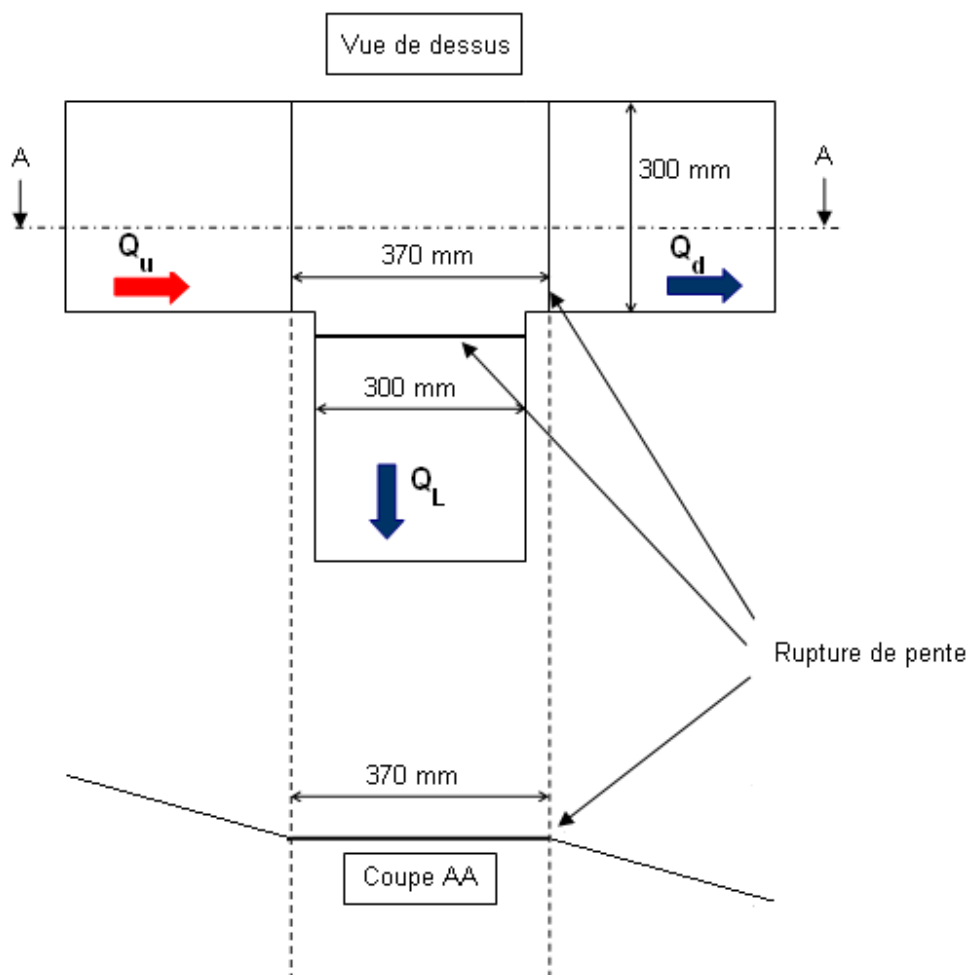 Vue de dessus
A
A
300 mm
Qu
370 mm
Qd
300 mm
QL
Rupture de pente
370 mm
Coupe AA